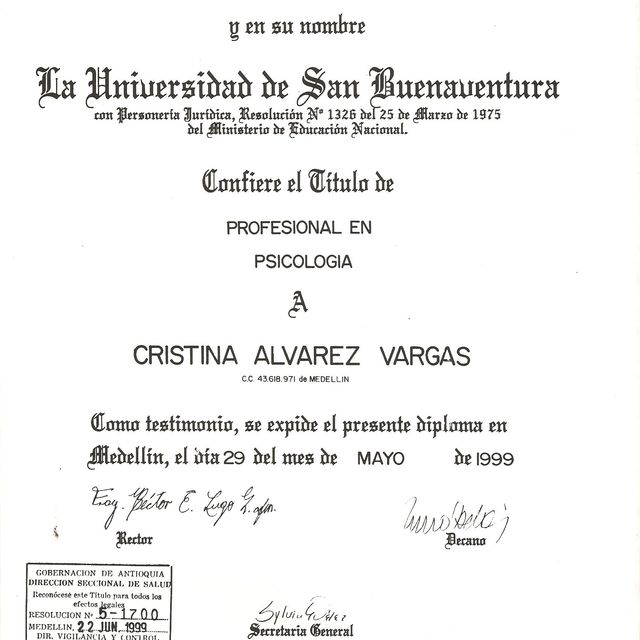 y en su nombre
La Universidad de San Buenaventura
con Personería Jurídica, Resolución Nº 1326 del 25 de Marzo de 1975
del Ministerio de Educación Nacional.
Confiere el Título de
PROFESIONAL EN
PSICOLOGIA
A
CRISTINA ALVAREZ VARGAS
C.C. 43.618.971 de MEDELLIN
Como testimonio, se expide el presente diploma en
Medellín, el día 29 del mes de MAYO de 1999
Fray. Héctor E. Lugo G. ofm.
Rector
Decano
GOBERNACION DE ANTIOQUIA
DIRECCION SECCIONAL DE SALUD
Reconócese este Título para todos los
efectos legales
RESOLUCION Nº 5-1700
MEDELLIN, 22 JUN. 1999
DIR. VIGILANCIA Y CONTROL
Secretaria General